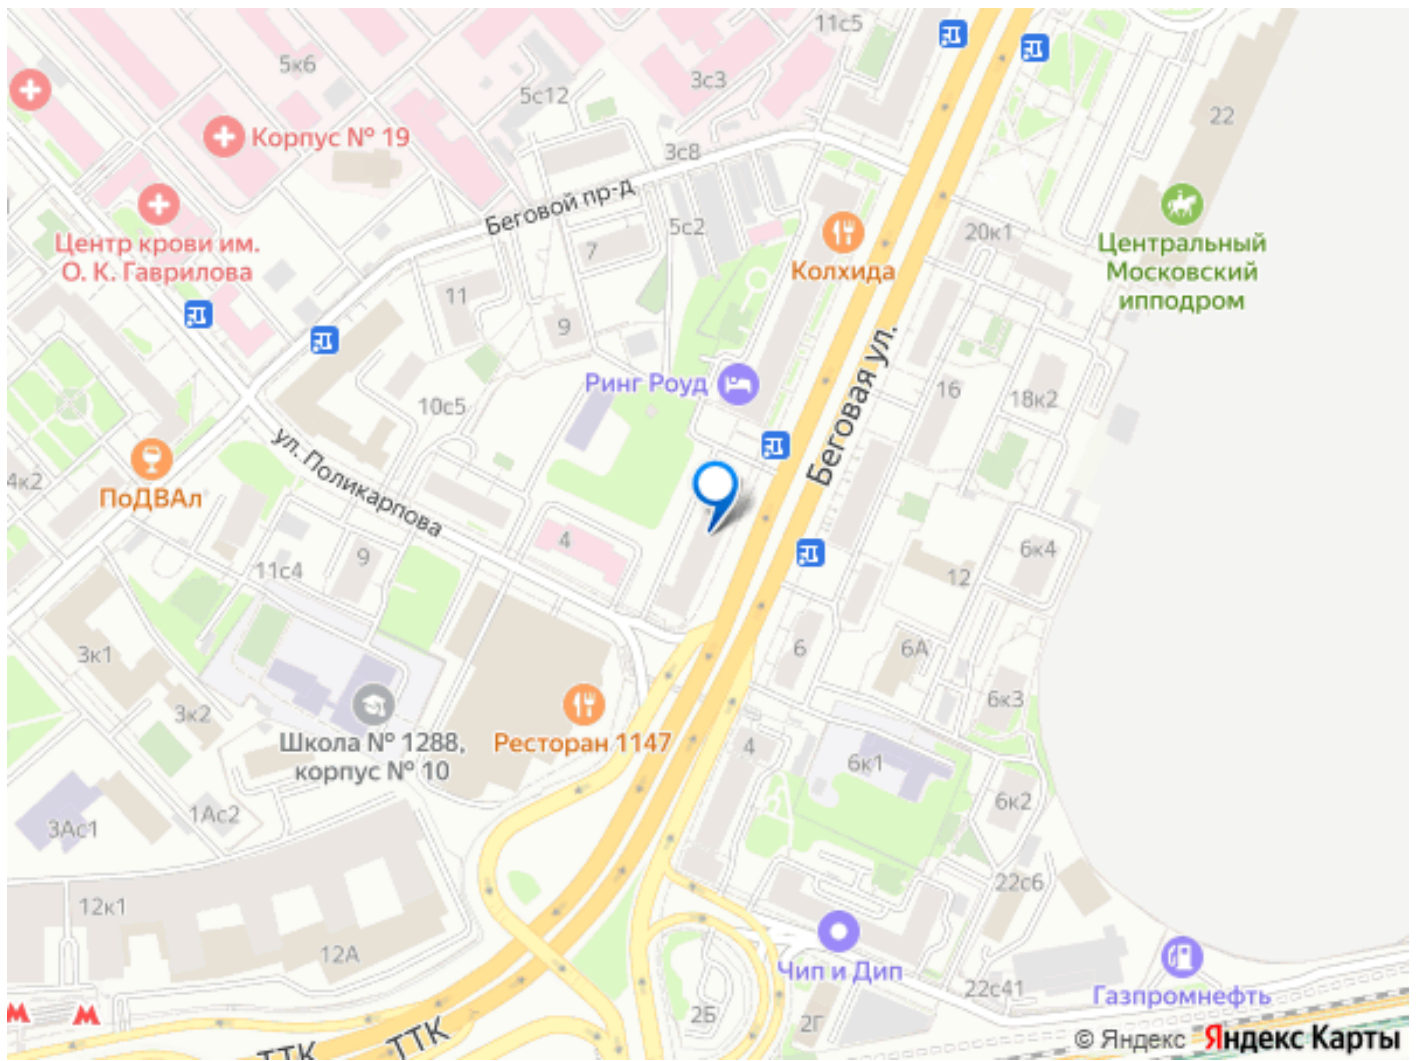 11с5
5к6
3с3
5с12
22
Корпус № 19
3с8
Беговой пр-д
5с2
20к1
Центр крови им.
О. К. Гаврилова
7
Колхида
Центральный
Московский
ипподром
11
9
Беговая ул.
Ринг Роуд
16
18к2
10с5
ул. Поликарпова
4к2
ПоДВАл
4
9
11с4
6к4
12
3к1
6
6А
3к2
6к3
Школа № 1288,
корпус № 10
Ресторан 1147
4
6к1
1Ас2
3Ас1
6к2
22с6
12к1
12А
Чип и Дип
22с41
Газпромнефть
2Б
2Г
ТТК
ТТК
© Яндекс Яндекс Карты